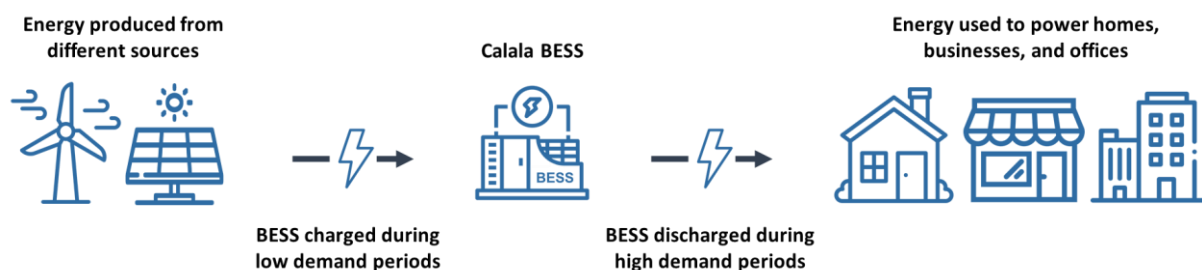 Energy produced from
different sources
Calala BESS
Energy used to power homes,
businesses, and offices
BESS
BESS charged during
low demand periods
BESS discharged during
high demand periods